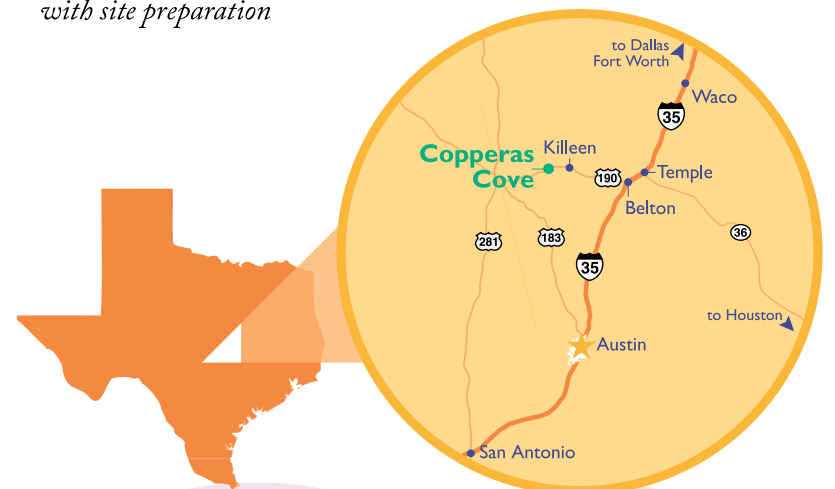 with site preparation
to Dallas
Fort Worth
Waco
35
Killeen
Copperas
Cove
190
Temple
Belton
281
183
36
35
to Houston
Austin
San Antonio